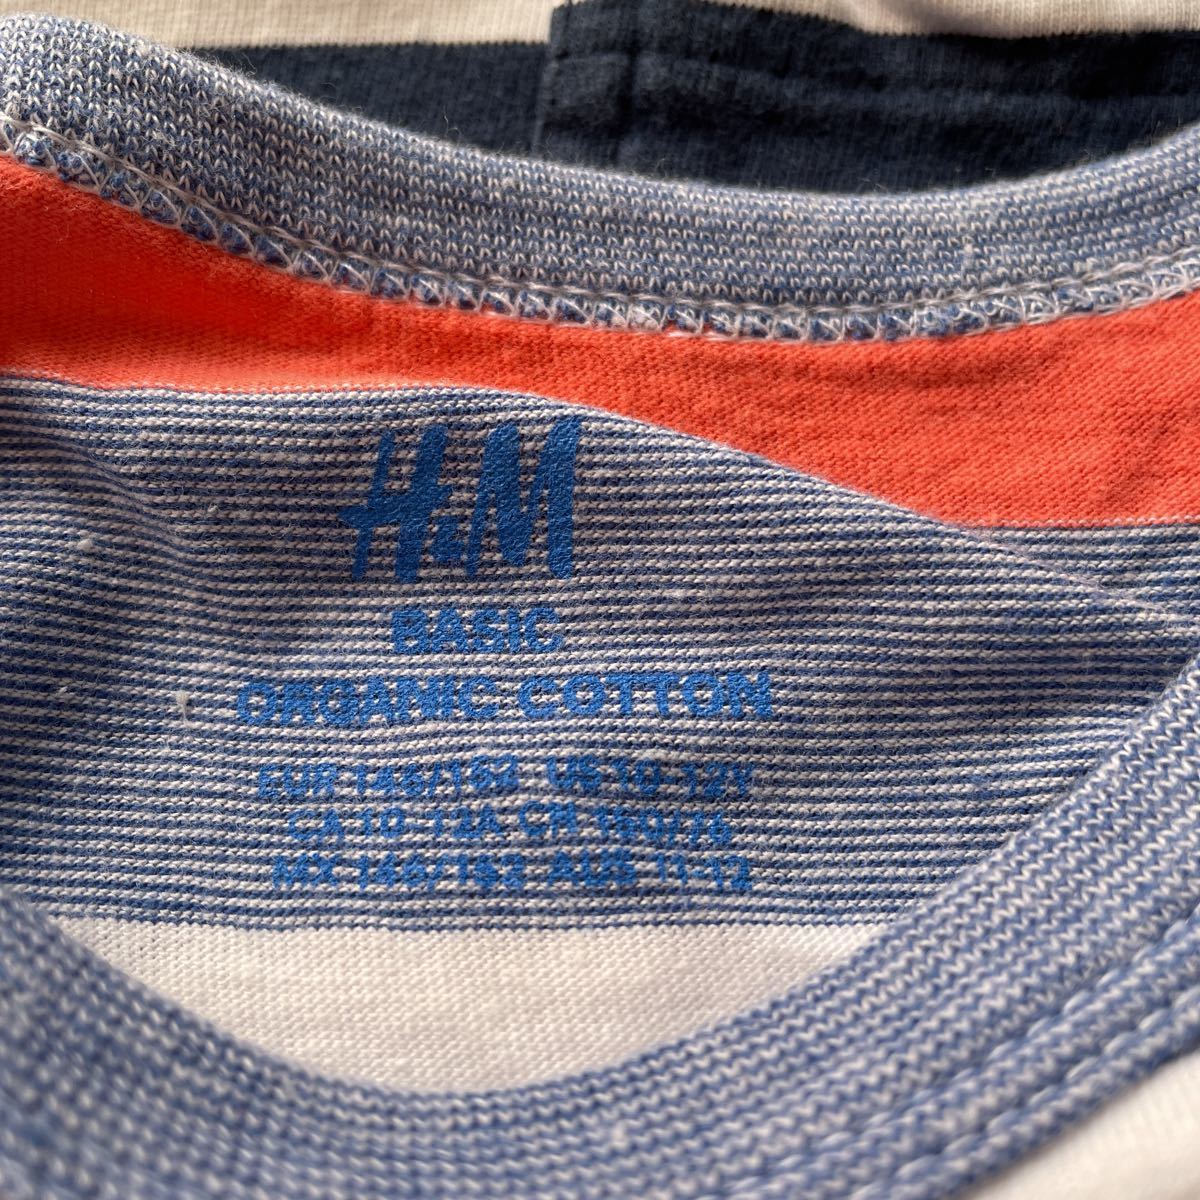 H&M
BASIC
ORGANIC COTTON
EUR 146/152 US 10-12Y
CA 10-12A CN 150/76
MX 146/152 AUS 11-12